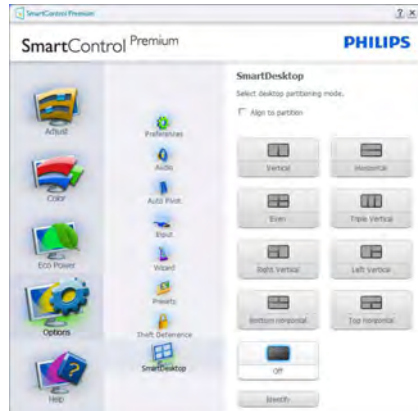 SmartControl Premium
SmartControl Premium
PHILIPS
Adjust
Color
Eco Power
Options
Help
Preferences
Audio
Auto Pilot
Input
Wizard
Presets
Theft Deterrence
SmartDesktop
SmartDesktop
Select desktop partitioning mode.
Align to partition
Vertical
Horizontal
Even
Triple Vertical
Right Vertical
Left Vertical
Bottom horizontal
Top horizontal
Off
Identify